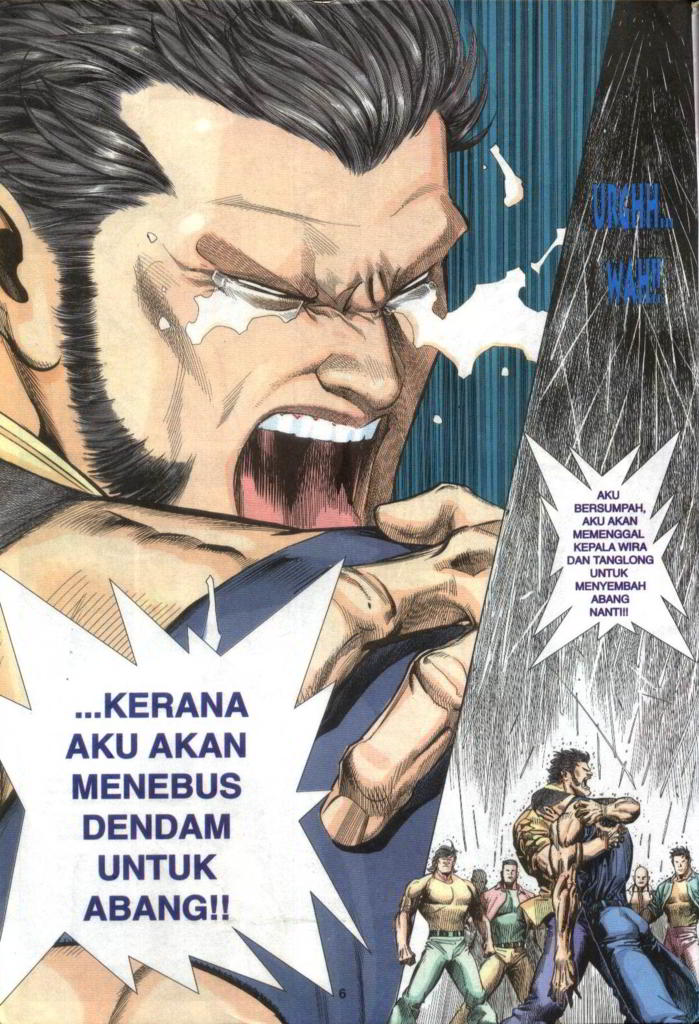 URGHH...
WAH!!
AKU
BERSUMPAH,
AKU AKAN
MEMENGGAL
KEPALA WIRA
DAN TANGLONG
UNTUK
MENYEMBAH
ABANG
NANTI!!!
...KERANA
AKU AKAN
MENEBUS
DENDAM
UNTUK
ABANG!!
6